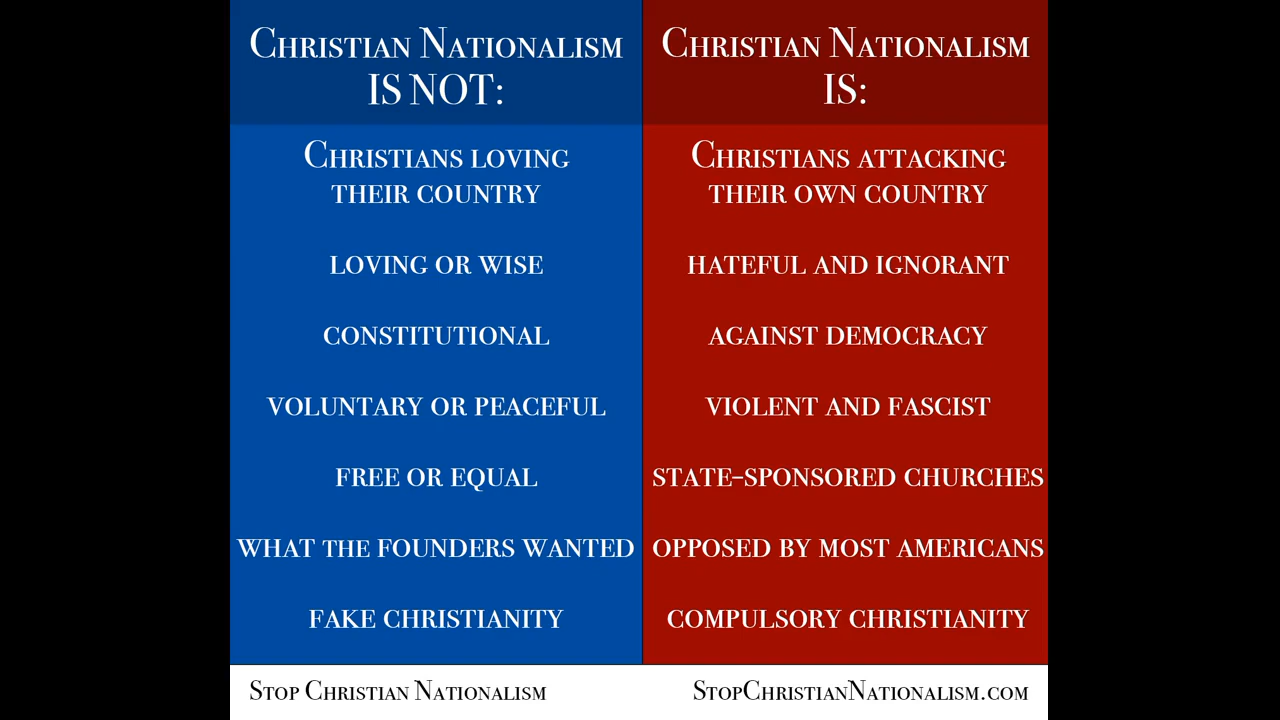 Christian Nationalism
IS NOT:
Christians loving
their country
loving or wise
constitutional
voluntary or peaceful
free or equal
what the founders wanted
fake christianity
Christian Nationalism
IS:
Christians attacking
their own country
hateful and ignorant
against democracy
violent and fascist
state-sponsored churches
opposed by most americans
compulsory christianity
Stop Christian Nationalism
StopChristianNationalism.com